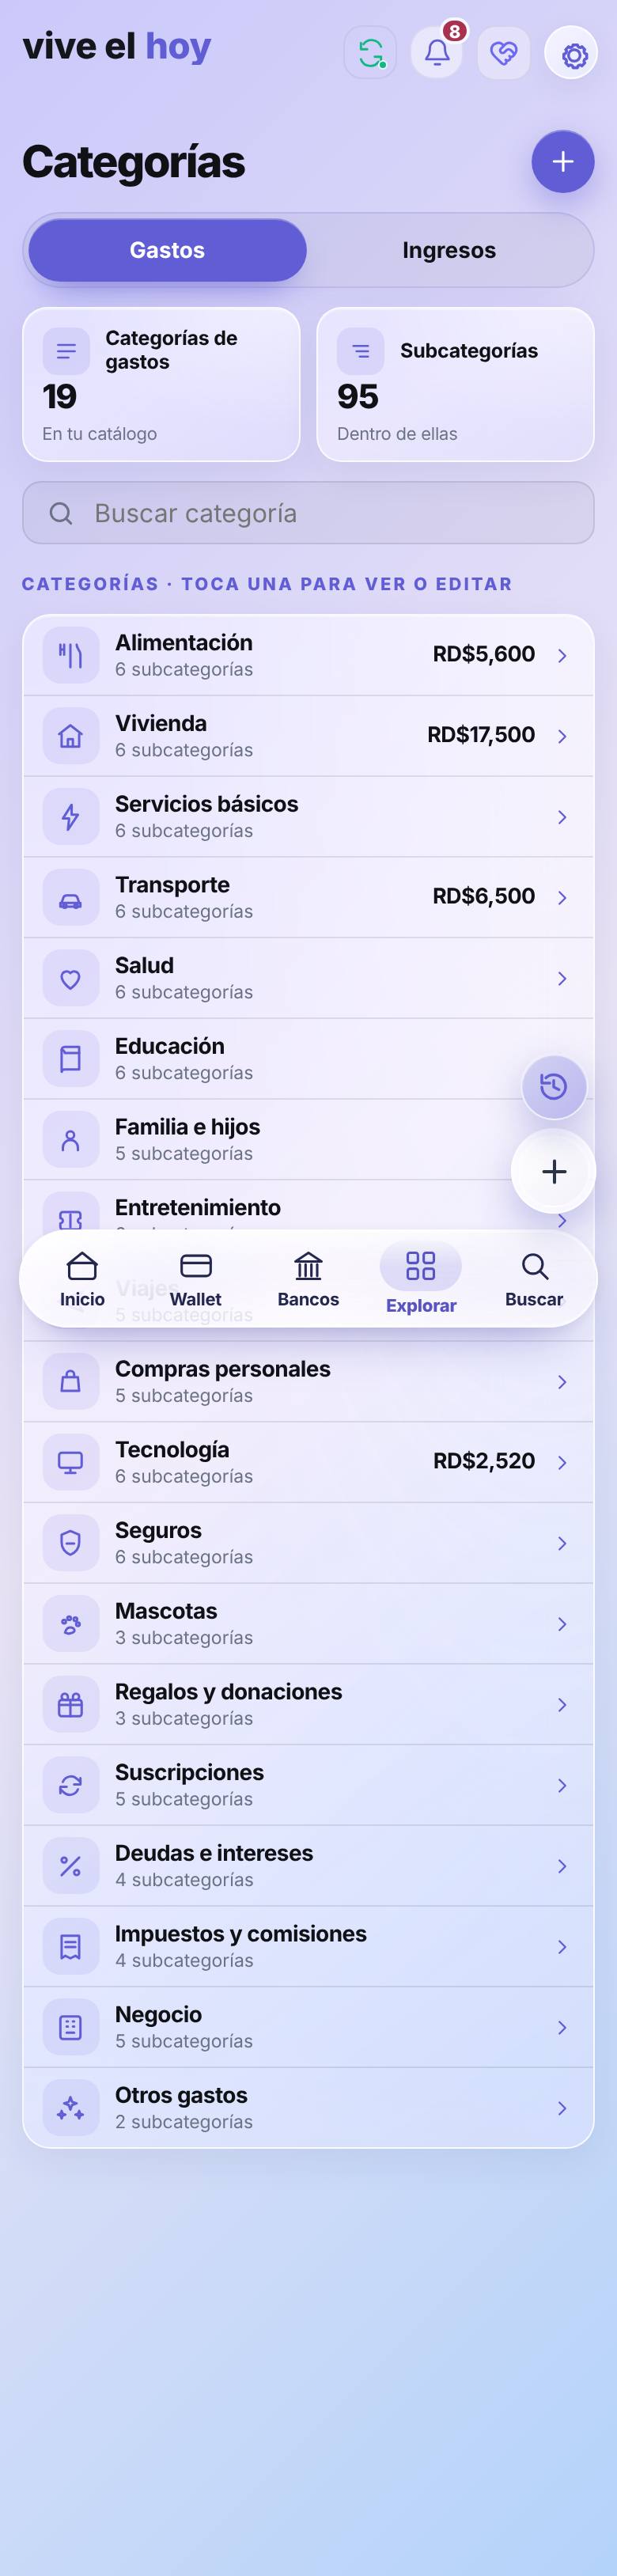 vive el hoy
8
Categorías
Gastos
Ingresos
Categorías de
gastos
19
En tu catálogo
Subcategorías
95
Dentro de ellas
Buscar categoría
CATEGORÍAS · TOCA UNA PARA VER O EDITAR
Alimentación
6 subcategorías
RD$5,600
Vivienda
6 subcategorías
RD$17,500
Servicios básicos
6 subcategorías
Transporte
6 subcategorías
RD$6,500
Salud
6 subcategorías
Educación
6 subcategorías
Familia e hijos
5 subcategorías
Entretenimiento
Viajes
5 subcategorías
Inicio
Wallet
Bancos
Explorar
Buscar
Compras personales
5 subcategorías
Tecnología
6 subcategorías
RD$2,520
Seguros
6 subcategorías
Mascotas
3 subcategorías
Regalos y donaciones
3 subcategorías
Suscripciones
5 subcategorías
Deudas e intereses
4 subcategorías
Impuestos y comisiones
4 subcategorías
Negocio
5 subcategorías
Otros gastos
2 subcategorías